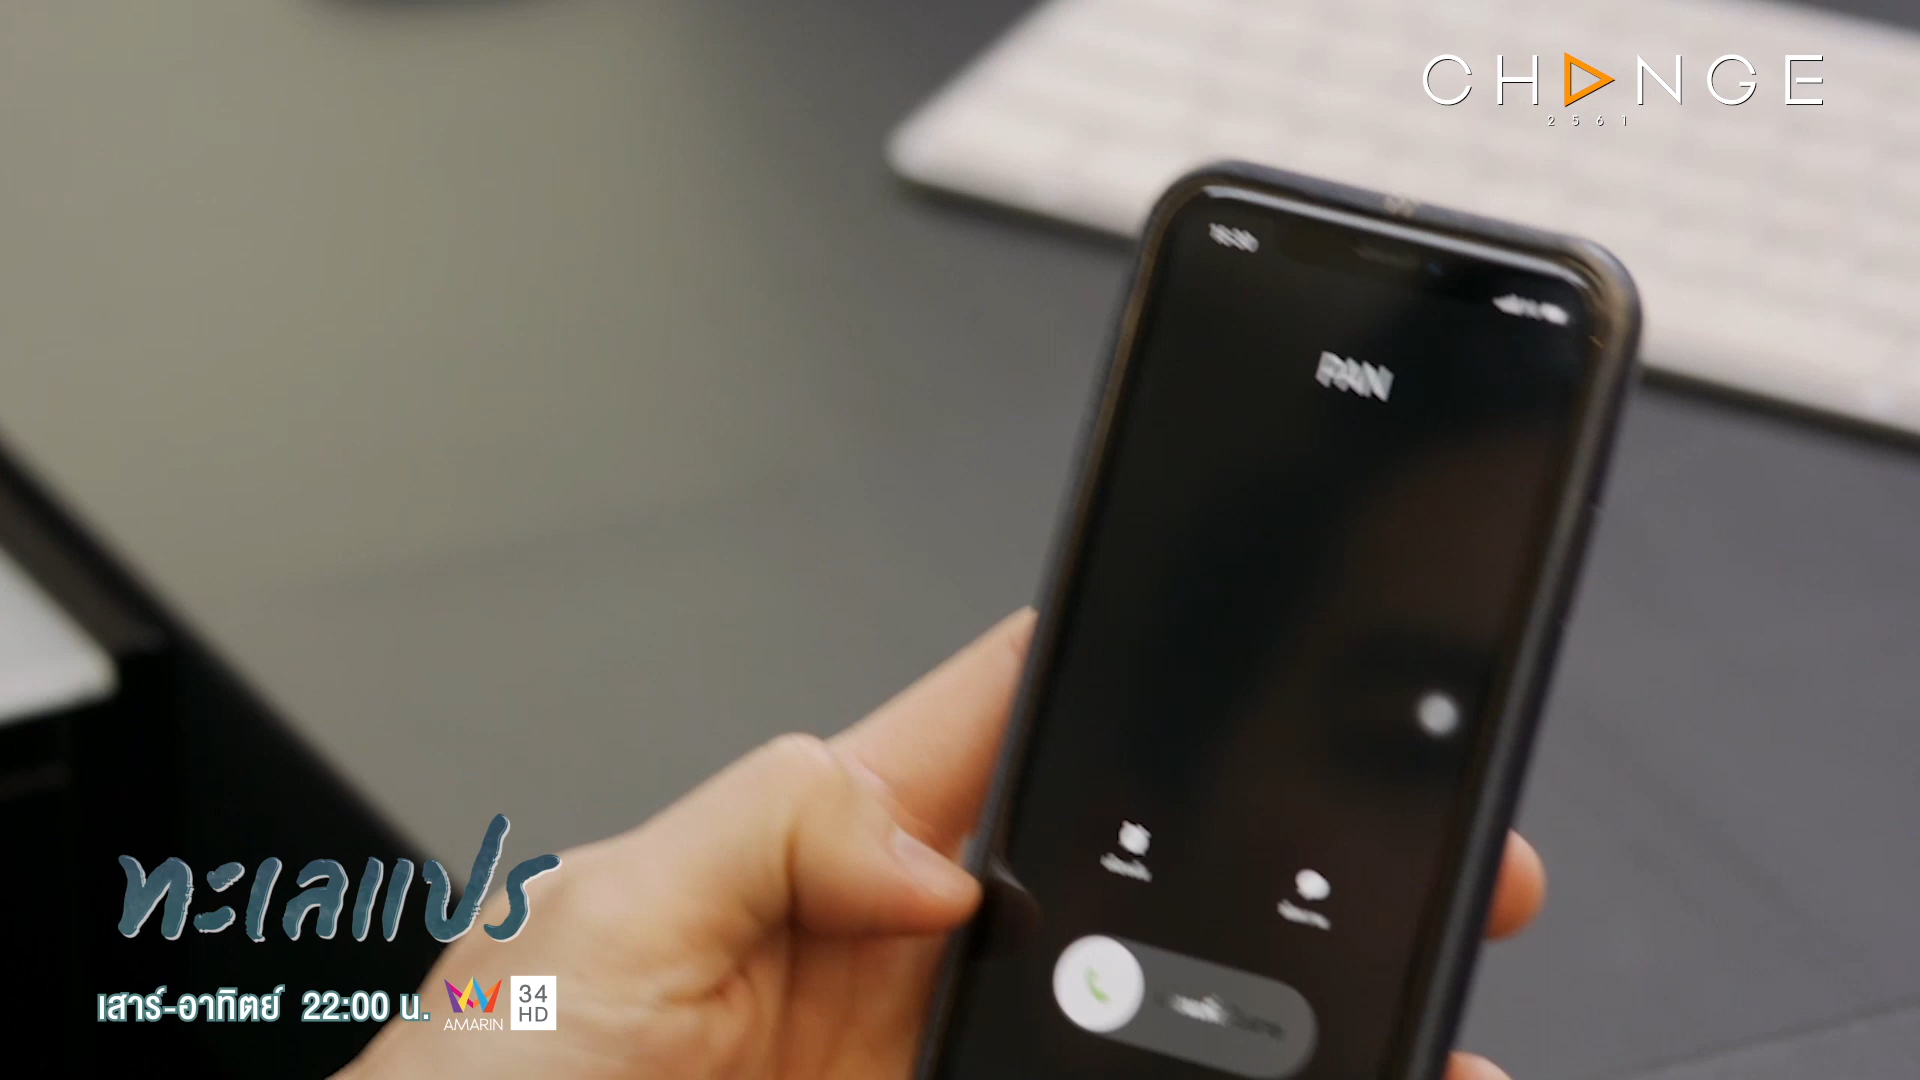 CHANGE
2561
PAN
ทะเลแปร
เสาร์-อาทิตย์ 22:00 น.
AMARIN
34
HD